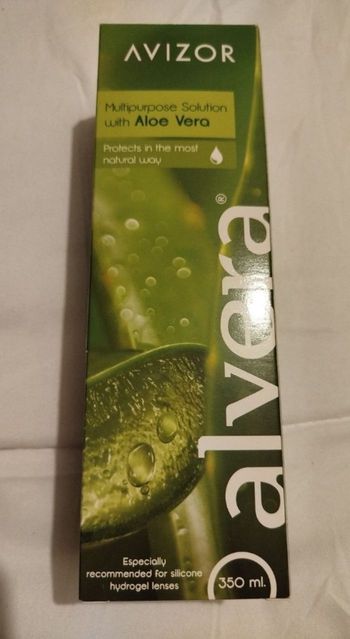 AVIZOR
Multipurpose Solution
with Aloe Vera
Protects in the most
natural way
alvera®
Especially
recommended for silicone
hydrogel lenses
350 ml.